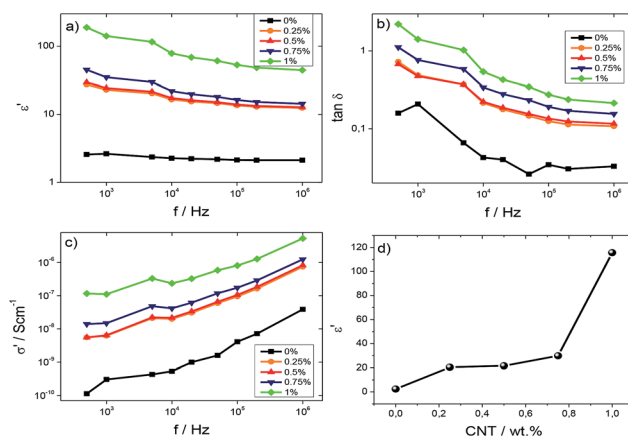 a)
0%
0.25%
0.5%
0.75%
1%
ε'
100
10
1
10³ 10⁴ 10⁵ 10⁶
f / Hz
b)
0%
0.25%
0.5%
0.75%
1%
tan δ
1
0,1
10³ 10⁴ 10⁵ 10⁶
f / Hz
c)
σ' / Scm⁻¹
10⁻⁶
10⁻⁷
10⁻⁸
10⁻⁹
10⁻¹⁰
0%
0.25%
0.5%
0.75%
1%
10³ 10⁴ 10⁵ 10⁶
f / Hz
d)
ε'
120
100
80
60
40
20
0
0,0 0,2 0,4 0,6 0,8 1,0
CNT / wt.%